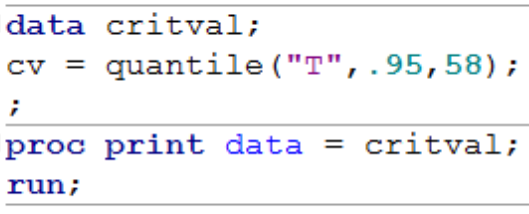 data critval;
cv = quantile("T",.95,58);
;
proc print data = critval;
run;